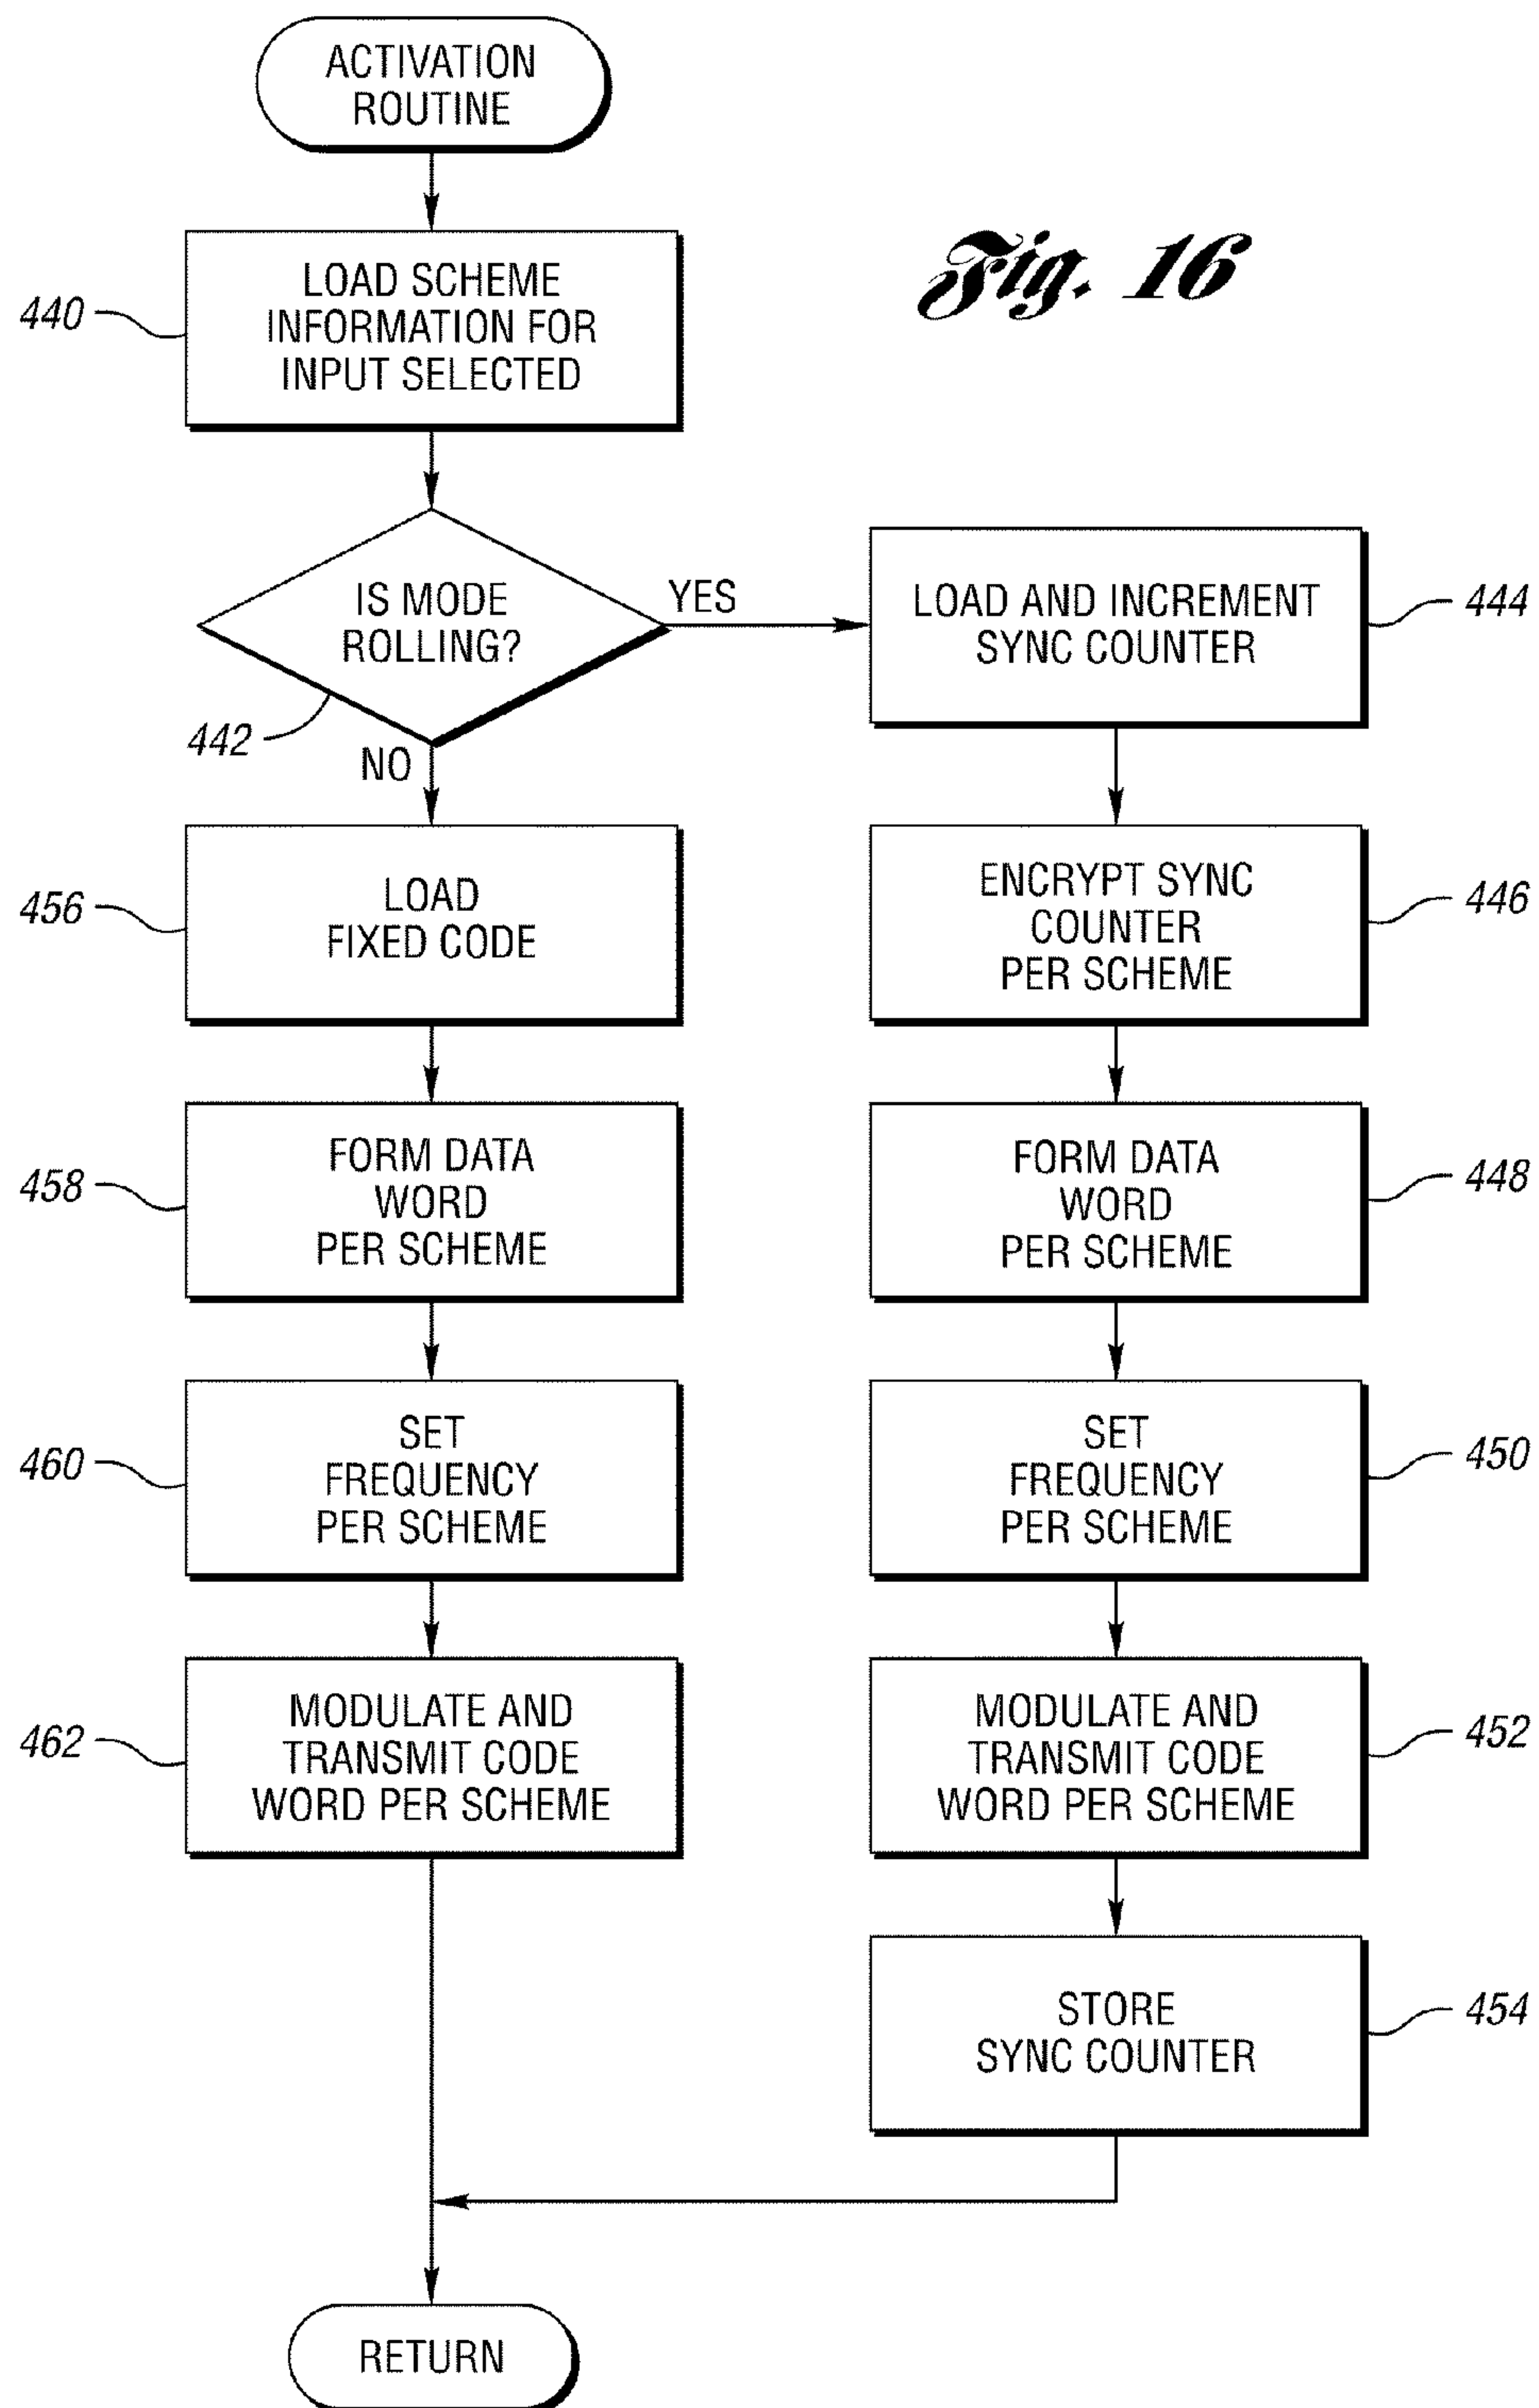 ACTIVATION
ROUTINE
Fig. 16
440
LOAD SCHEME
INFORMATION FOR
INPUT SELECTED
IS MODE
ROLLING?
YES
442
NO
LOAD AND INCREMENT
SYNC COUNTER
444
456
LOAD
FIXED CODE
ENCRYPT SYNC
COUNTER
PER SCHEME
446
458
FORM DATA
WORD
PER SCHEME
FORM DATA
WORD
PER SCHEME
448
460
SET
FREQUENCY
PER SCHEME
SET
FREQUENCY
PER SCHEME
450
462
MODULATE AND
TRANSMIT CODE
WORD PER SCHEME
MODULATE AND
TRANSMIT CODE
WORD PER SCHEME
452
STORE
SYNC COUNTER
454
RETURN